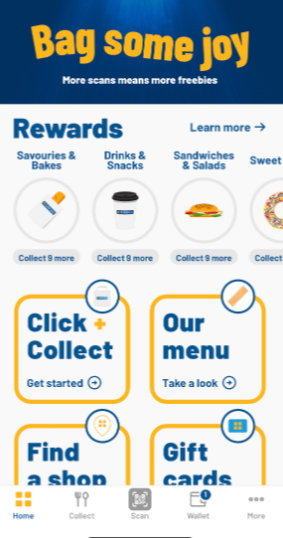 Bag some joy
More scans means more freebies
Rewards
Learn more →
Savouries &
Bakes
Drinks &
Snacks
Sandwiches
& Salads
Sweet
Collect 9 more
Collect 9 more
Collect 9 more
Collect
Click +
Collect
Get started
Our
menu
Take a look
Find
a shop
Gift
cards
1
Home
Collect
Scan
Wallet
More